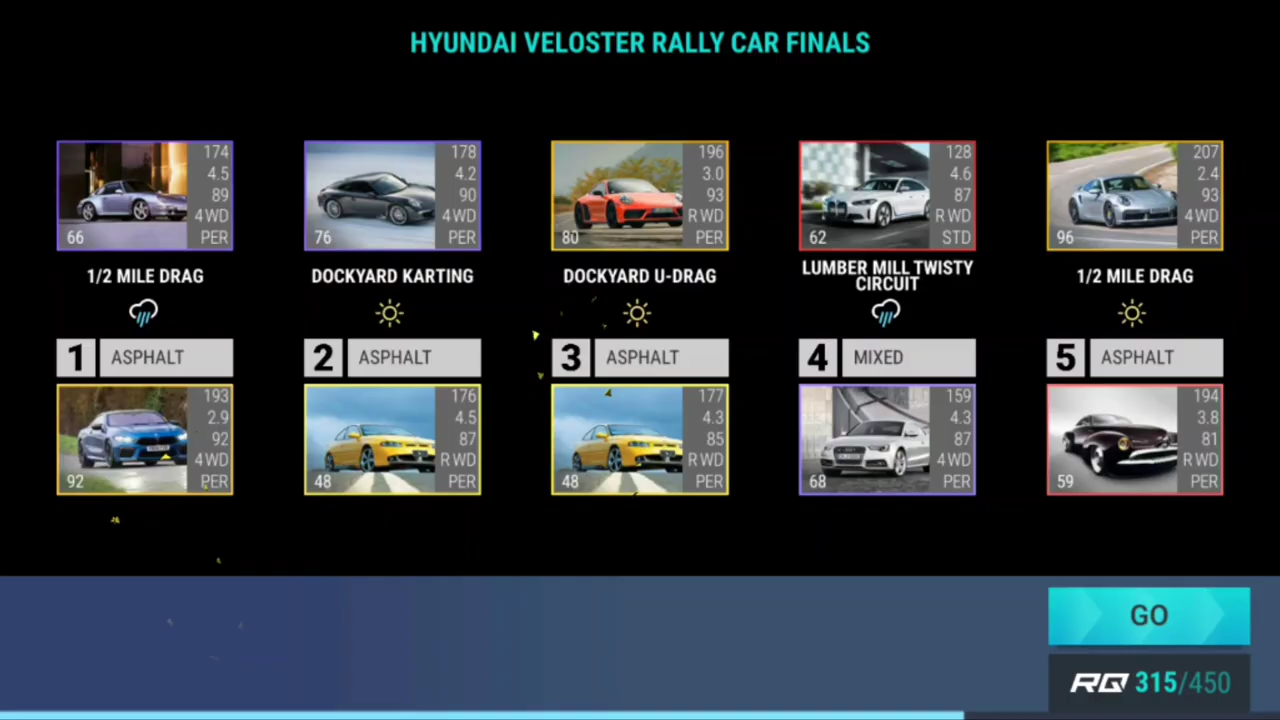 HYUNDAI VELOSTER RALLY CAR FINALS
174
4.5
89
4WD
66 PER
178
4.2
90
4WD
76 PER
196
3.0
93
RWD
80 PER
128
4.6
87
RWD
62 STD
207
2.4
93
4WD
96 PER
1/2 MILE DRAG
DOCKYARD KARTING
DOCKYARD U-DRAG
LUMBER MILL TWISTY
CIRCUIT
1/2 MILE DRAG
1 ASPHALT
2 ASPHALT
3 ASPHALT
4 MIXED
5 ASPHALT
193
2.9
92
4WD
92 PER
176
4.5
87
RWD
48 PER
177
4.3
85
RWD
48 PER
159
4.3
87
4WD
68 PER
194
3.8
81
RWD
59 PER
GO
RQ 315/450